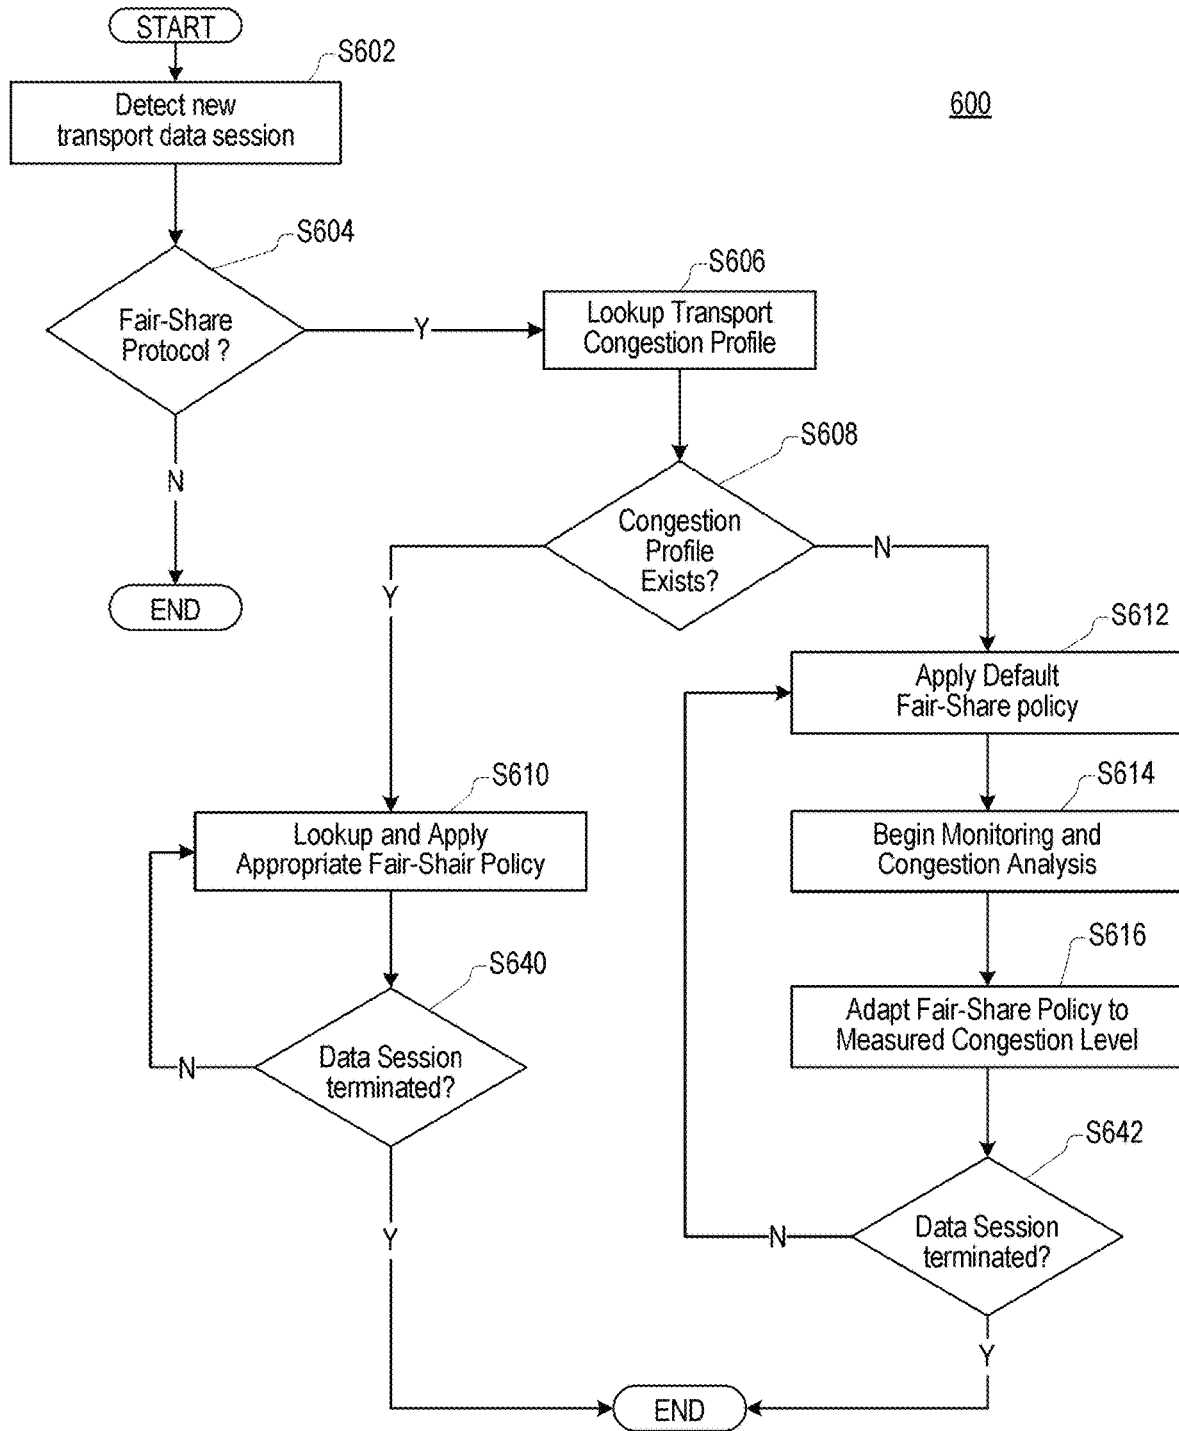 START
S602
Detect new
transport data session
600
S604
Fair-Share
Protocol ?
Y
S606
Lookup Transport
Congestion Profile
N
END
S608
Congestion
Profile
Exists?
Y
N
S612
Apply Default
Fair-Share policy
S610
Lookup and Apply
Appropriate Fair-Shair Policy
S614
Begin Monitoring and
Congestion Analysis
S640
Data Session
terminated?
N
S616
Adapt Fair-Share Policy to
Measured Congestion Level
S642
Data Session
terminated?
N
Y
Y
END